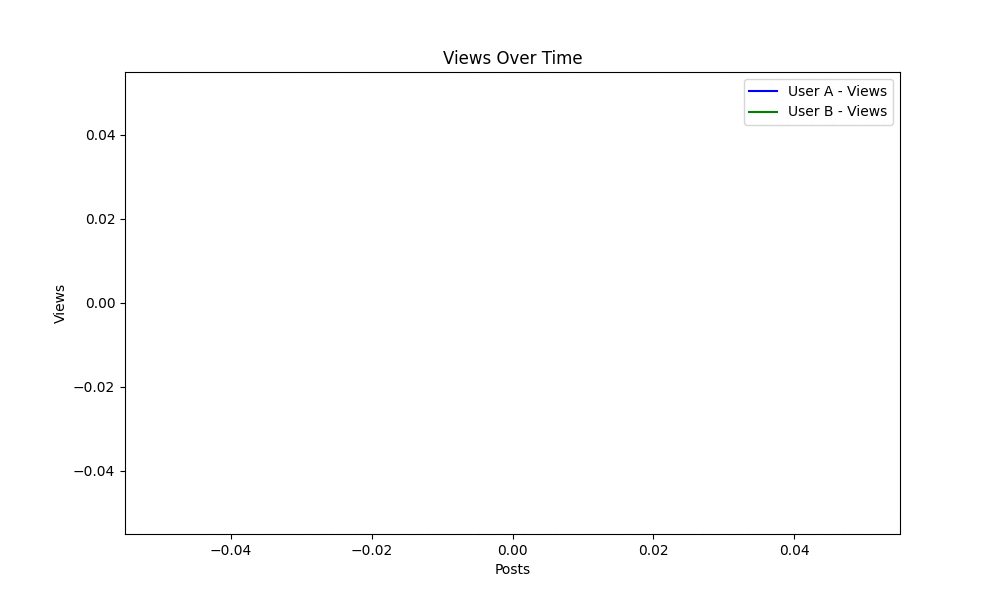 Views Over Time
User A - Views
User B - Views
0.04
0.02
0.00
−0.02
−0.04
Views
−0.04 −0.02 0.00 0.02 0.04
Posts